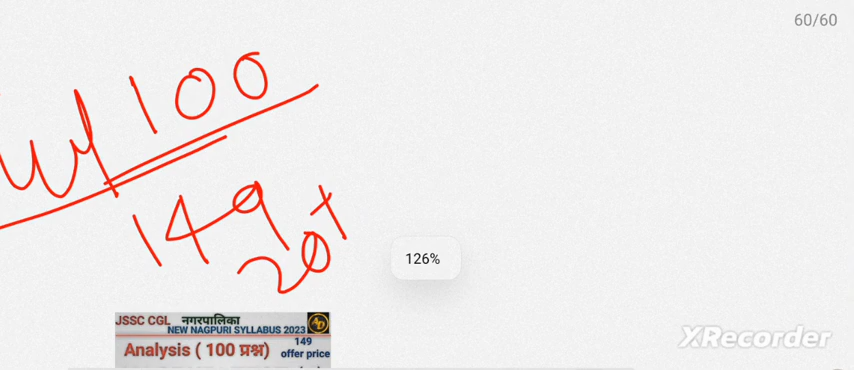 60/60
100
149
20+
126%
JSSC CGL नगरपालिका
NEW NAGPURI SYLLABUS 2023
Analysis ( 100 प्रश्न)
149
offer price
XRecorder